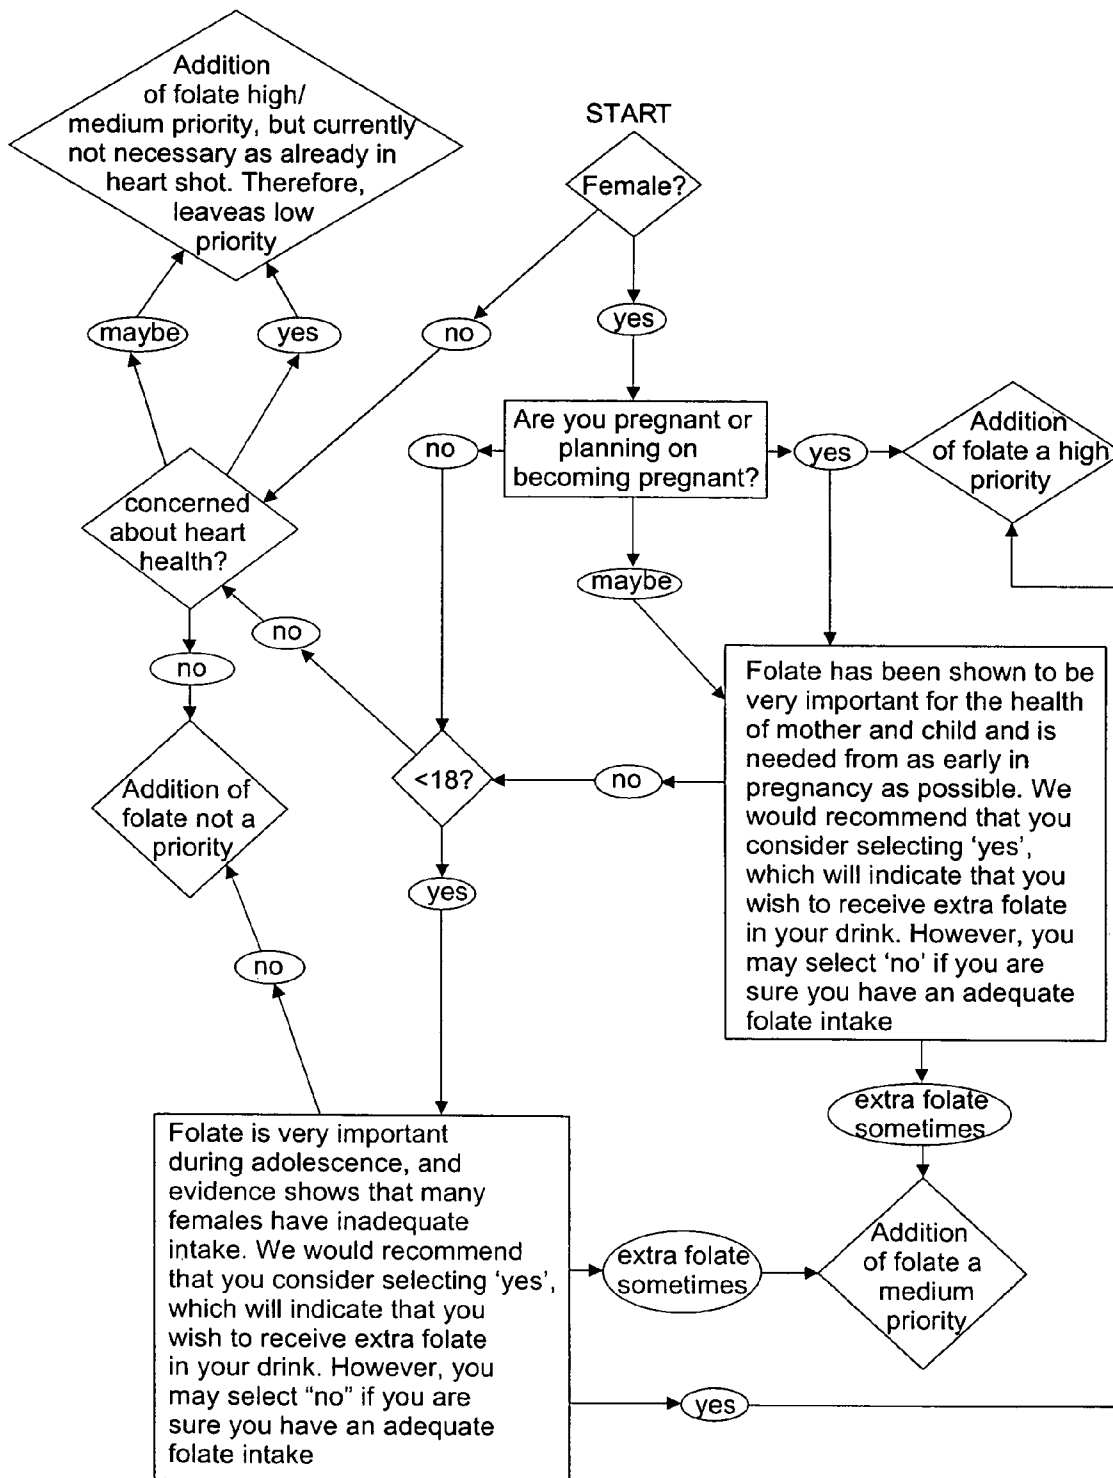 Addition
of folate high/
medium priority, but currently
not necessary as already in
heart shot. Therefore,
leaveas low
priority
START
Female?
maybe
yes
no
yes
Are you pregnant or
planning on
becoming pregnant?
no
yes
Addition
of folate a high
priority
concerned
about heart
health?
maybe
no
no
Folate has been shown to be
very important for the health
of mother and child and is
needed from as early in
pregnancy as possible. We
would recommend that you
consider selecting ‘yes’,
which will indicate that you
wish to receive extra folate
in your drink. However, you
may select ‘no’ if you are
sure you have an adequate
folate intake
<18?
no
Addition of
folate not a
priority
yes
no
extra folate
sometimes
Folate is very important
during adolescence, and
evidence shows that many
females have inadequate
intake. We would recommend
that you consider selecting ‘yes’,
which will indicate that you
wish to receive extra folate
in your drink. However, you
may select “no” if you are
sure you have an adequate
folate intake
extra folate
sometimes
Addition
of folate a
medium
priority
yes